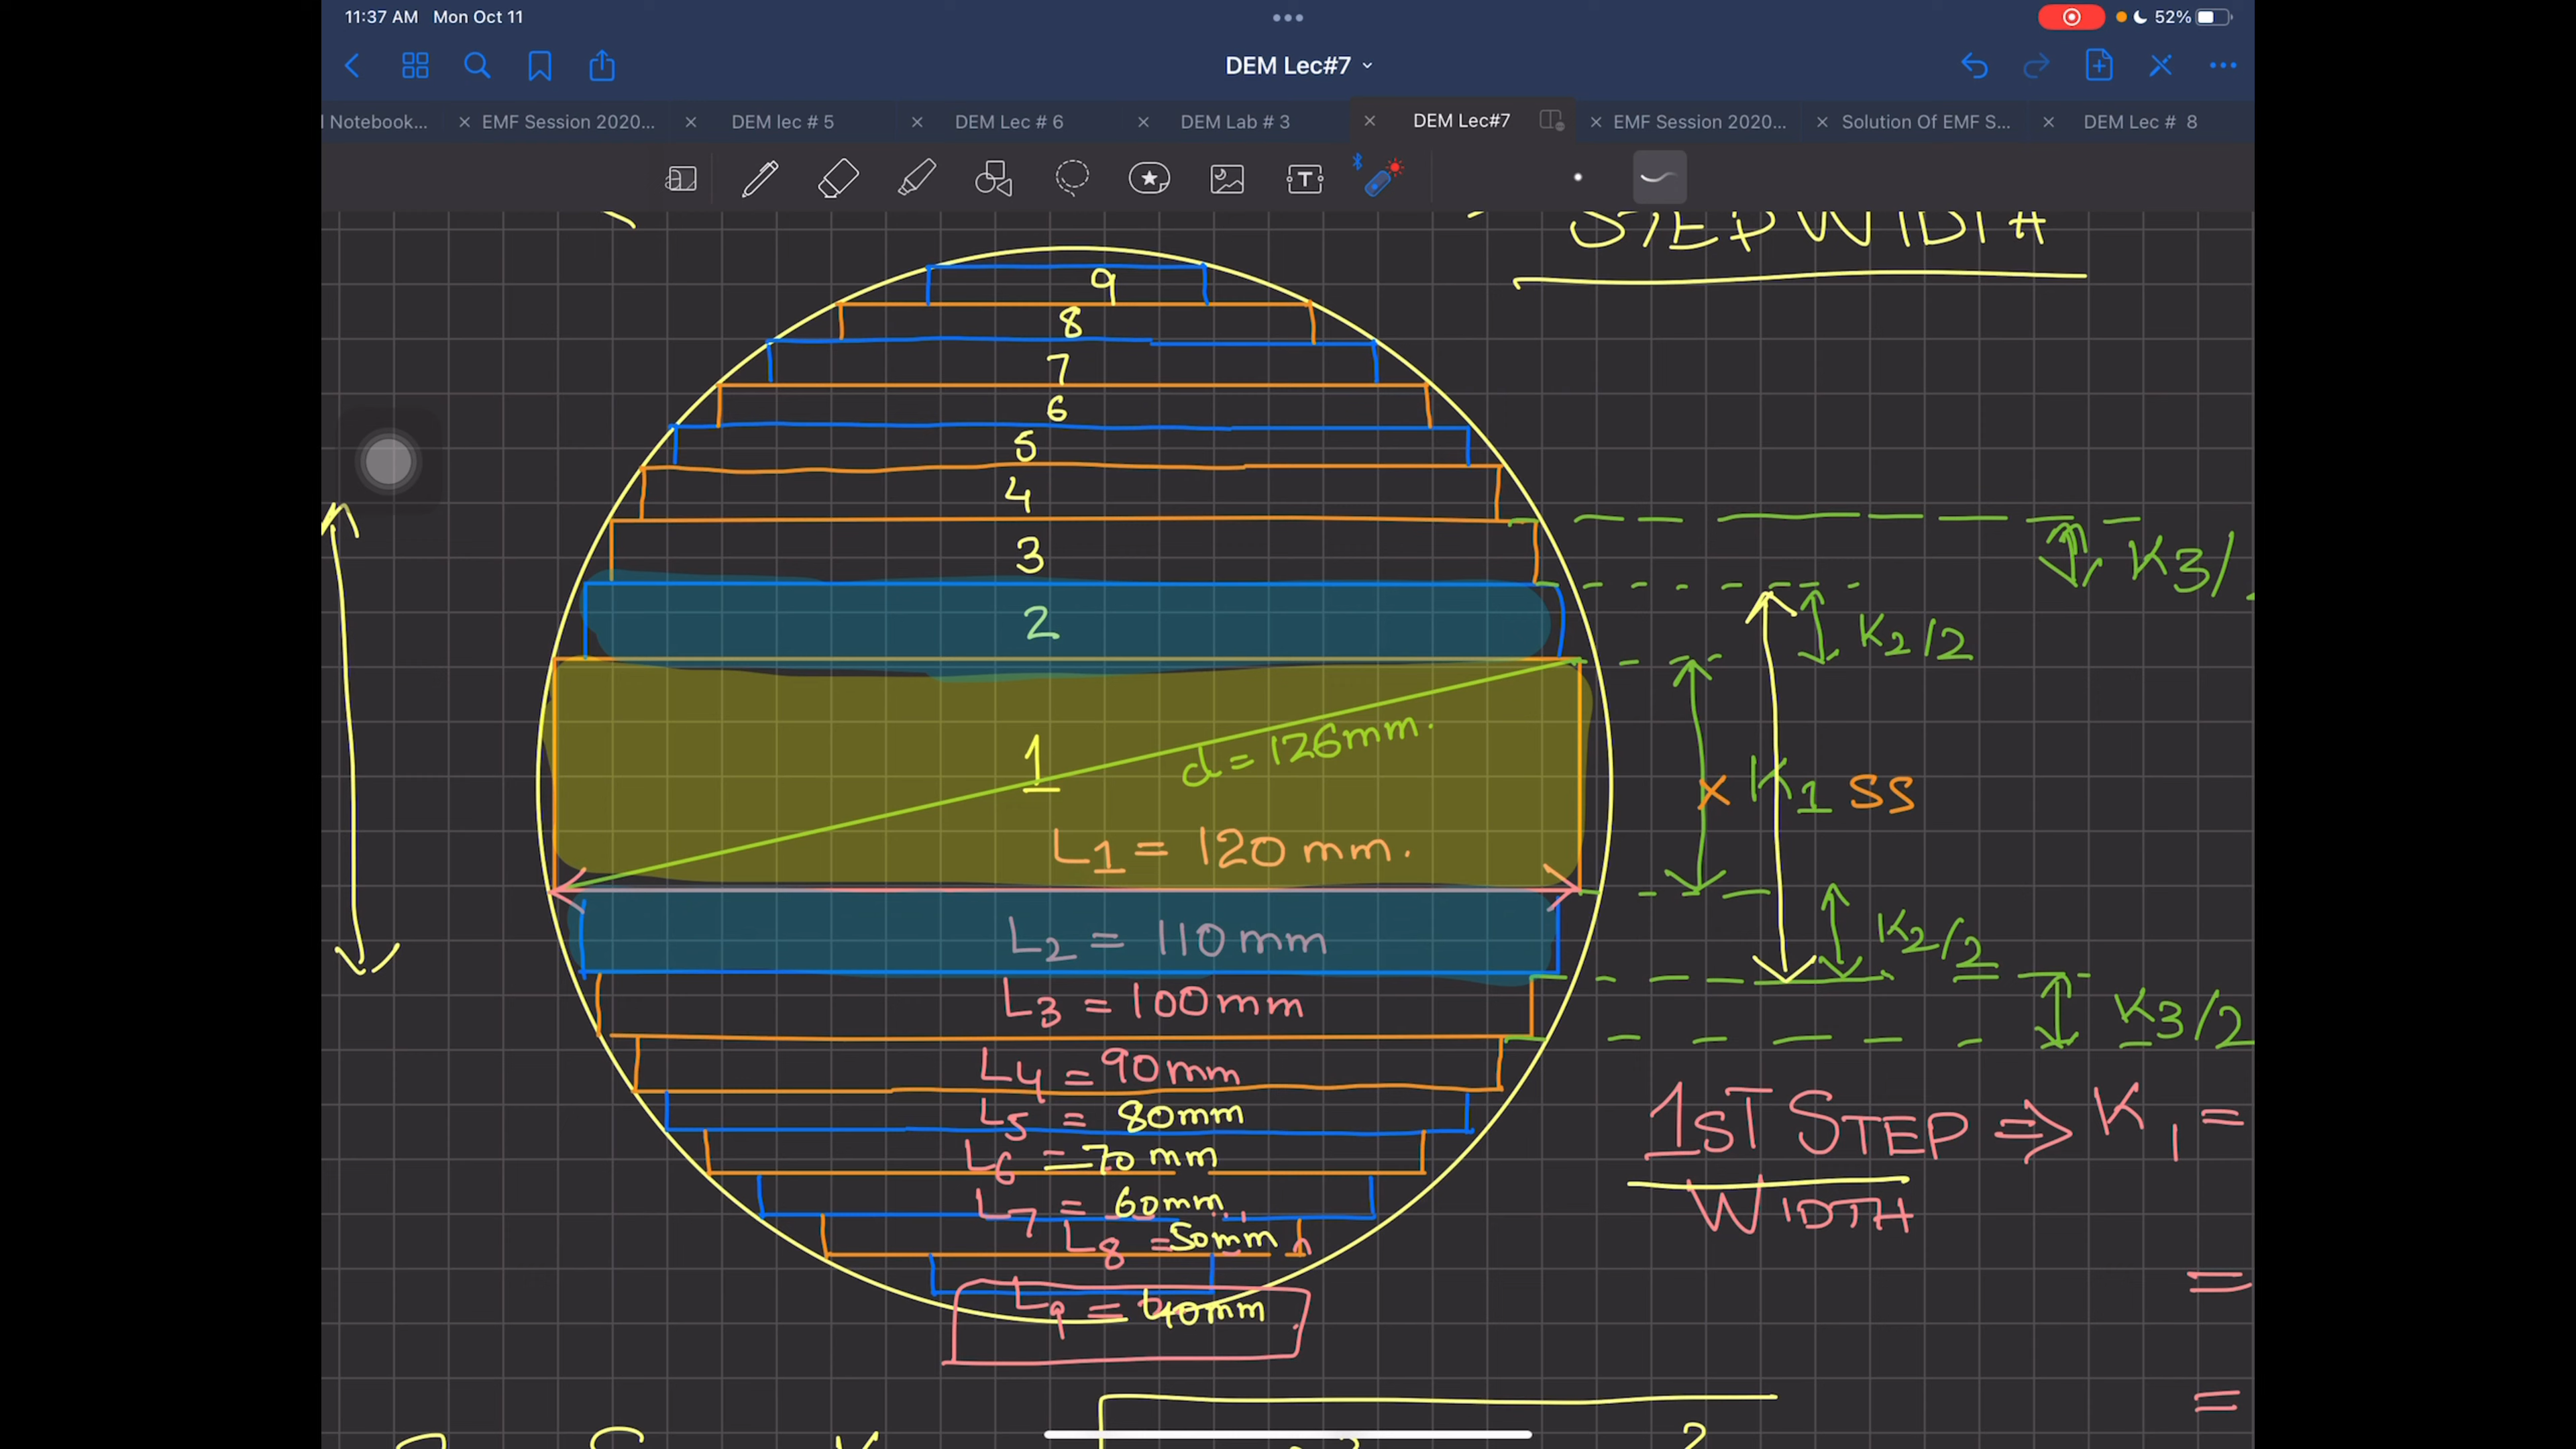 11:37 AM Mon Oct 11
52%
DEM Lec#7
l Notebook...
EMF Session 2020...
DEM lec # 5
DEM Lec # 6
DEM Lab # 3
DEM Lec#7
EMF Session 2020...
Solution Of EMF S...
DEM Lec # 8
STEP WIDTH
9
8
7
6
5
4
3
K3/
2
K2/2
d = 126mm.
1
X K1 SS
L1 = 120 mm.
L2 = 110 mm
K2/2
L3 = 100mm
K3/2
L4 = 90mm
L5 = 80mm
1ST STEP ⇒ K1 =
WIDTH
L6 = 70 mm
L7 = 60mm
L8 = 50mm
=
L9 = 40mm
=
2